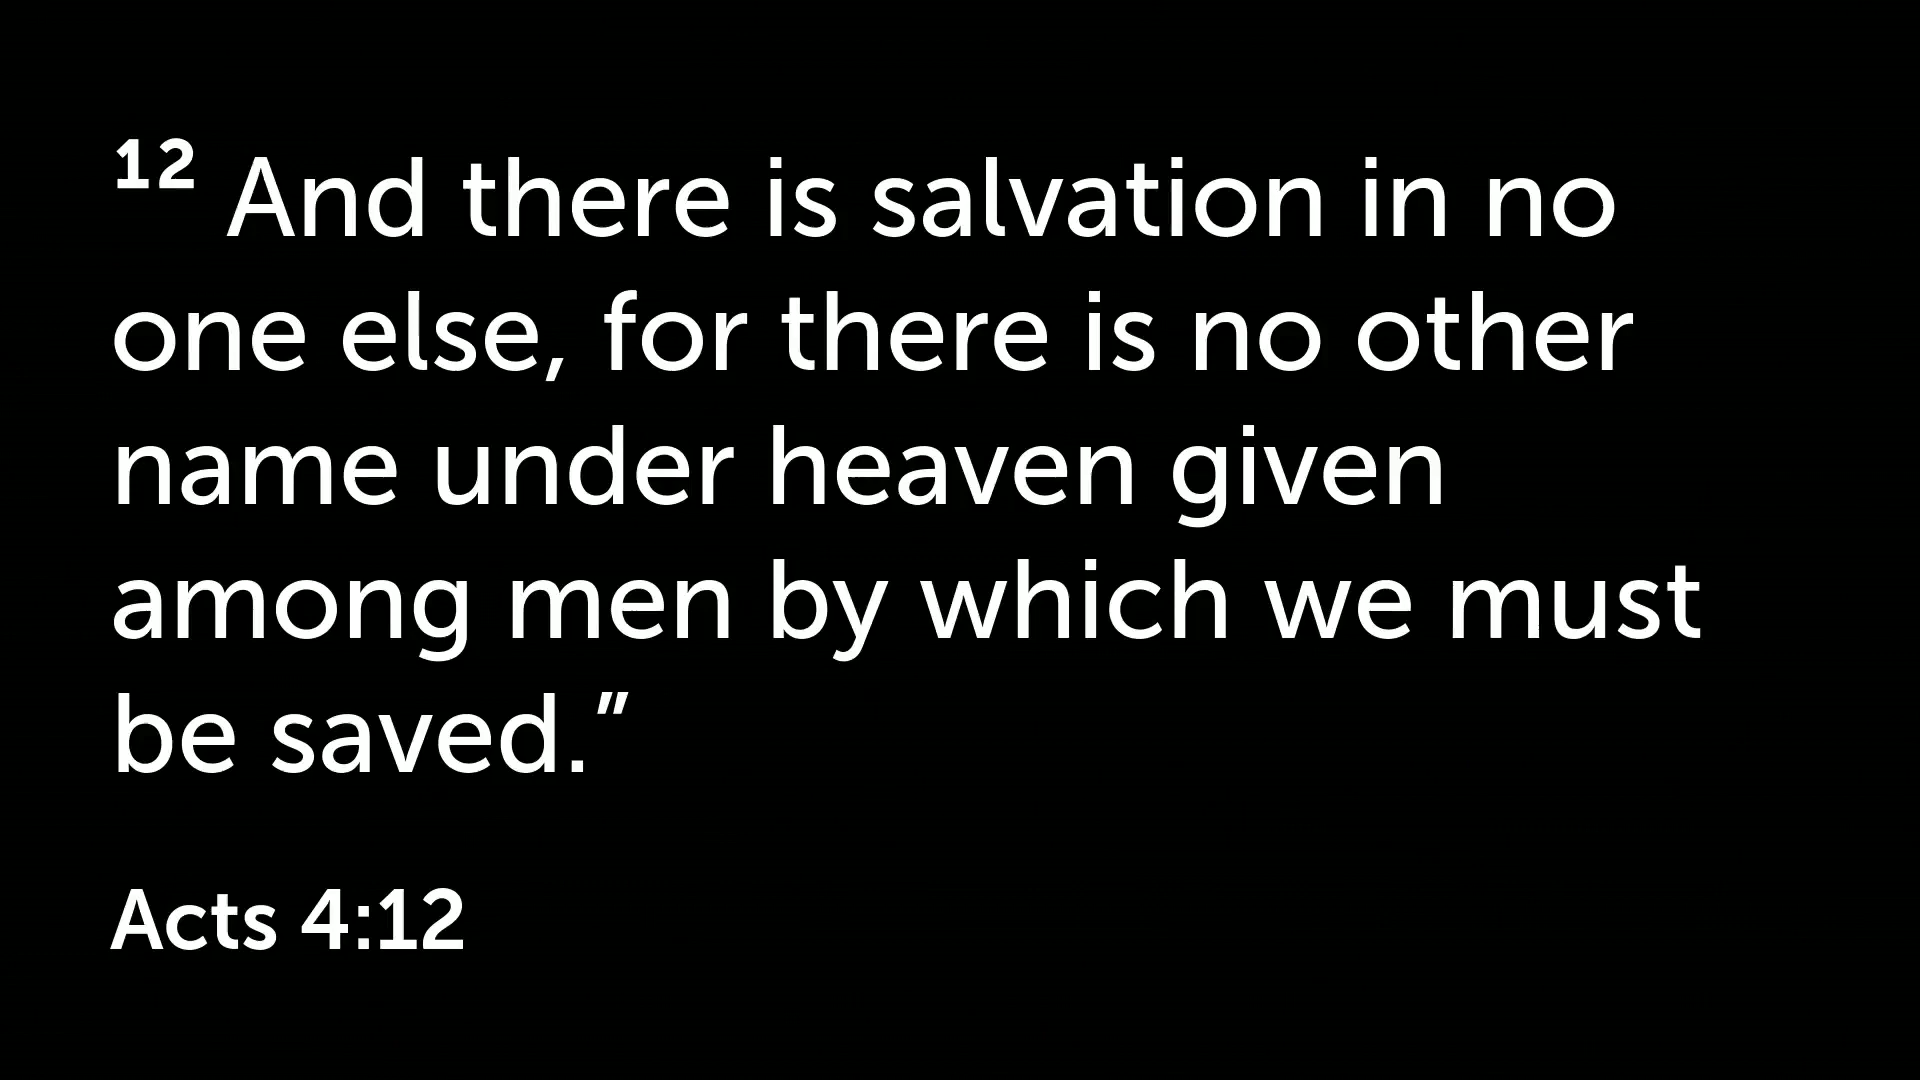 12 And there is salvation in no
one else, for there is no other
name under heaven given
among men by which we must
be saved.”
Acts 4:12